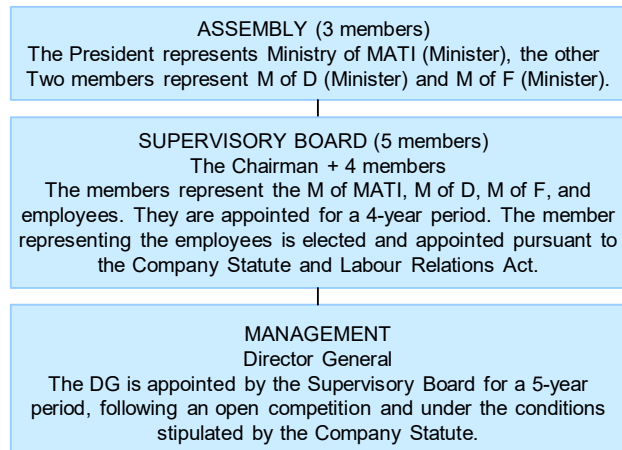 ASSEMBLY (3 members)
The President represents Ministry of MATI (Minister), the other
Two members represent M of D (Minister) and M of F (Minister).
SUPERVISORY BOARD (5 members)
The Chairman + 4 members
The members represent the M of MATI, M of D, M of F, and
employees. They are appointed for a 4-year period. The member
representing the employees is elected and appointed pursuant to
the Company Statute and Labour Relations Act.
MANAGEMENT
Director General
The DG is appointed by the Supervisory Board for a 5-year
period, following an open competition and under the conditions
stipulated by the Company Statute.